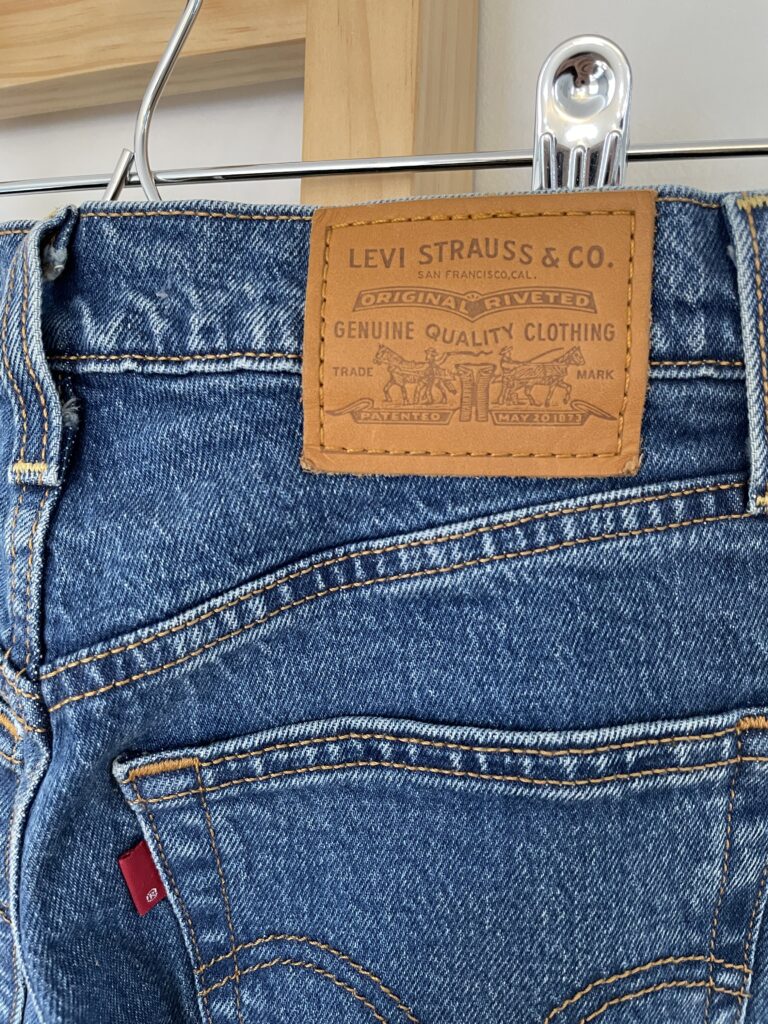 LEVI STRAUSS & CO.
SAN FRANCISCO, CAL.
ORIGINAL RIVETED
GENUINE QUALITY CLOTHING
TRADE MARK
PATENTED MAY 20 1873
®